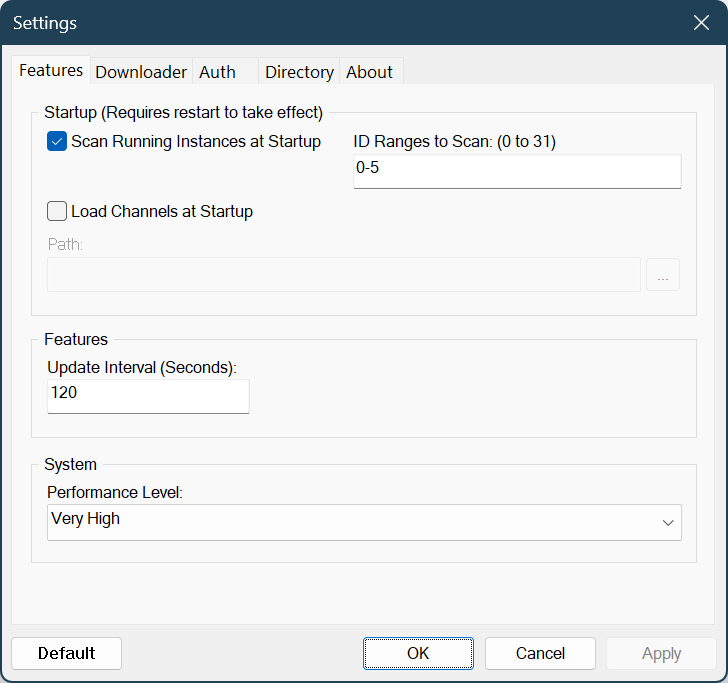 Settings
Features Downloader Auth Directory About
Startup (Requires restart to take effect)
Scan Running Instances at Startup ID Ranges to Scan: (0 to 31)
0-5
Load Channels at Startup
Path:
...
Features
Update Interval (Seconds):
120
System
Performance Level:
Very High
Default OK Cancel Apply